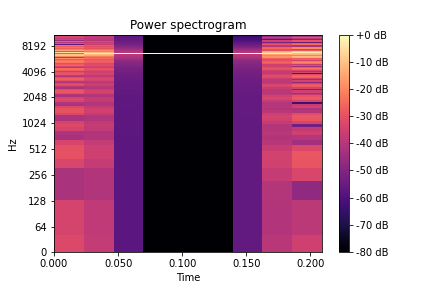 Power spectrogram
8192
4096
2048
1024
512
256
128
64
0
Hz
0.000 0.050 0.100 0.150 0.200
Time
+0 dB
-10 dB
-20 dB
-30 dB
-40 dB
-50 dB
-60 dB
-70 dB
-80 dB